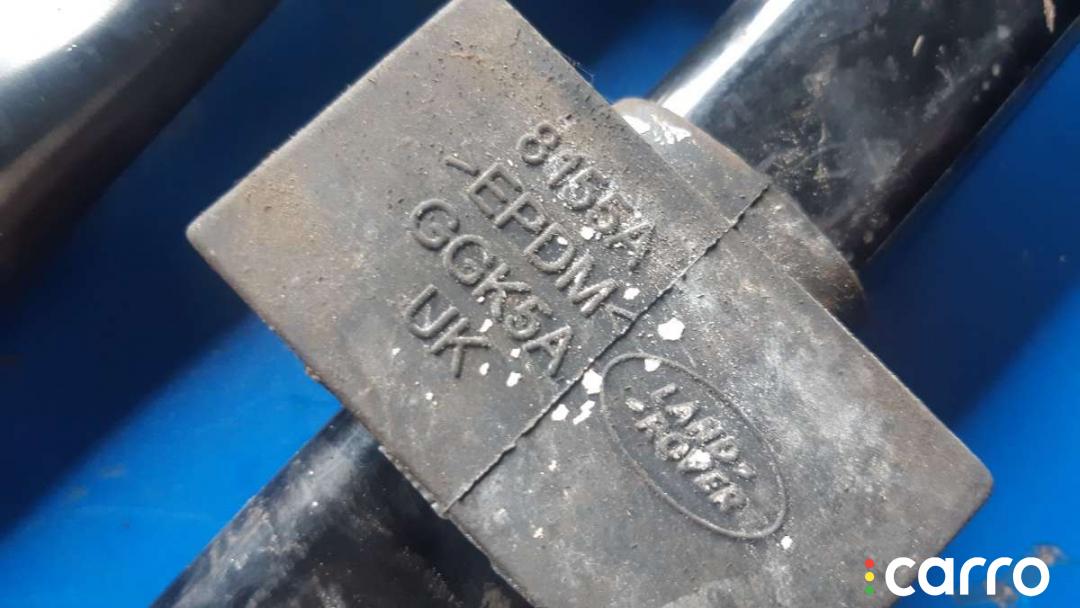 8155A
-EPDM-
GGK5A
UK
LAND-
-ROVER
carro